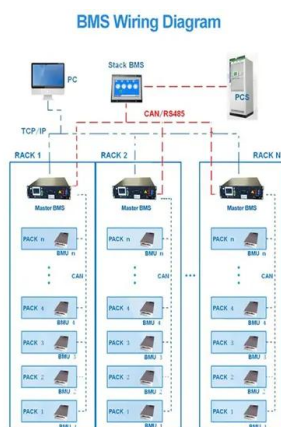 BMS Wiring Diagram
Stack BMS
PC
PCS
CAN/RS485
TCP/IP
RACK 1
RACK 2
RACK N
Master BMS
Master BMS
Master BMS
PACK n
PACK n
PACK n
BMU n
BMU n
BMU n
CAN
CAN
CAN
PACK 4
PACK 4
PACK 4
BMU 4
BMU 4
BMU 4
PACK 3
PACK 3
PACK 3
BMU 3
BMU 3
BMU 3
PACK 2
PACK 2
PACK 2
BMU 2
BMU 2
BMU 2
PACK 1
PACK 1
PACK 1